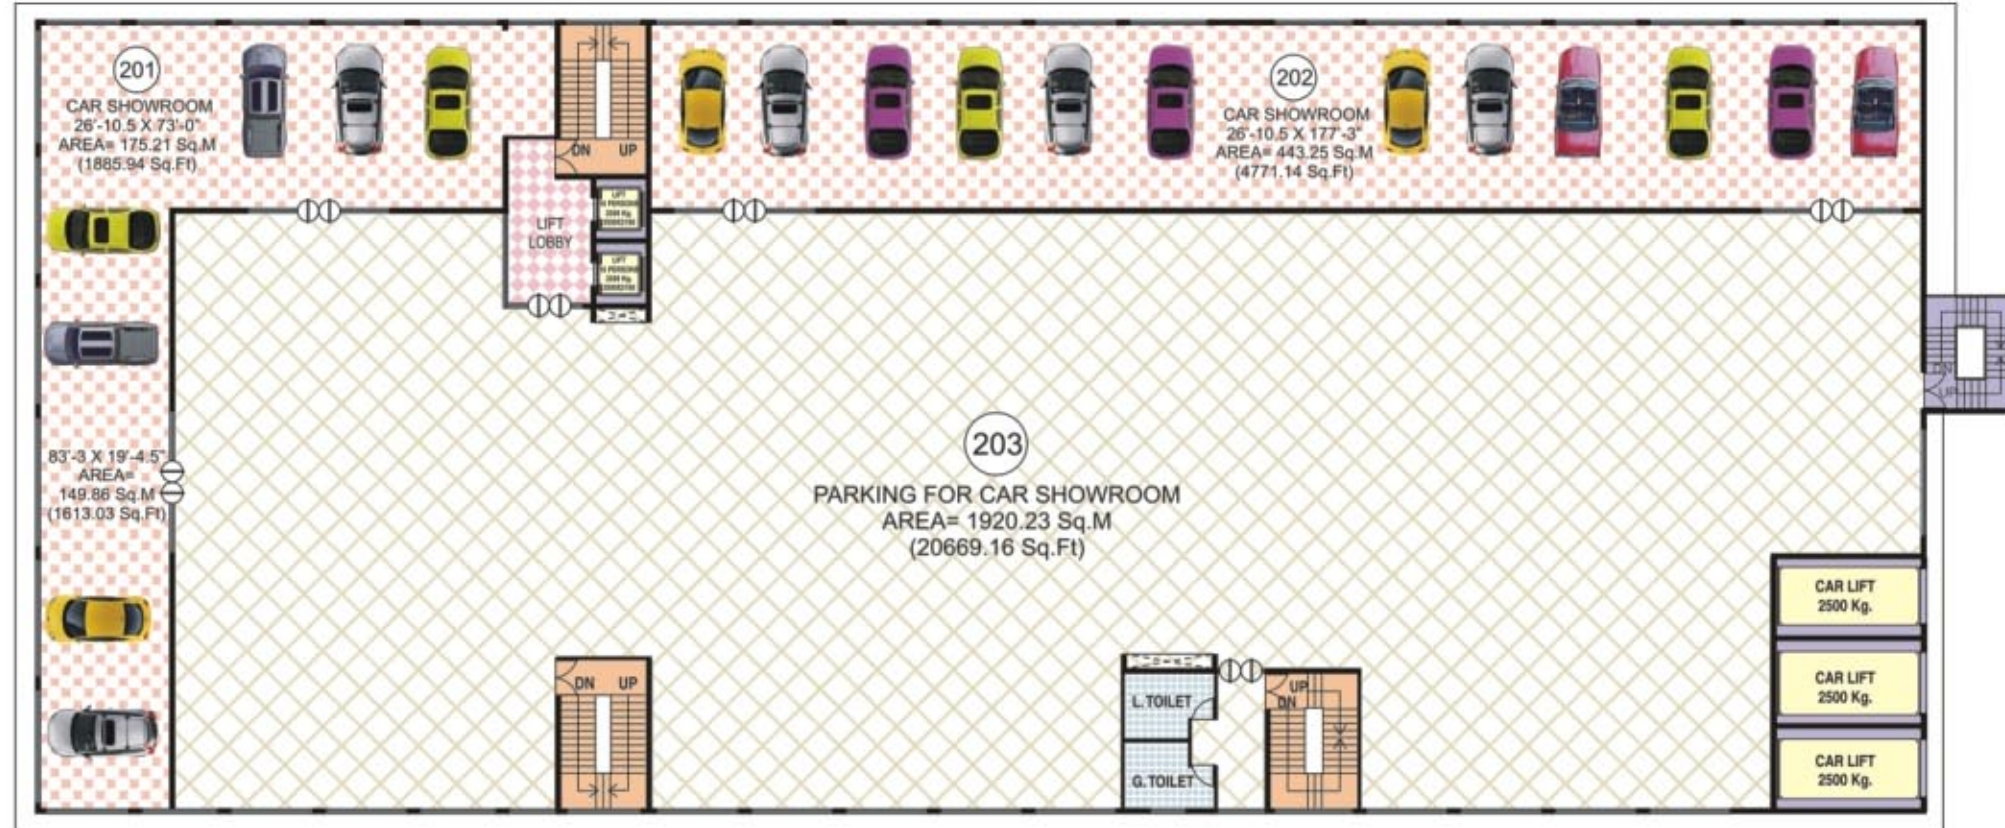 201
CAR SHOWROOM
26'-10.5 X 73'-0"
AREA= 175.21 Sq.M
(1885.94 Sq.Ft)
DN UP
202
CAR SHOWROOM
26'-10.5 X 177'-3"
AREA= 443.25 Sq.M
(4771.14 Sq.Ft)
LIFT
LOBBY
LIFT
LIFT
DN
UP
83'-3 X 19'-4.5"
AREA=
149.86 Sq.M
(1613.03 Sq.Ft)
203
PARKING FOR CAR SHOWROOM
AREA= 1920.23 Sq.M
(20669.16 Sq.Ft)
CAR LIFT
2500 Kg.
CAR LIFT
2500 Kg.
CAR LIFT
2500 Kg.
DN UP
L. TOILET
G. TOILET
UP
DN